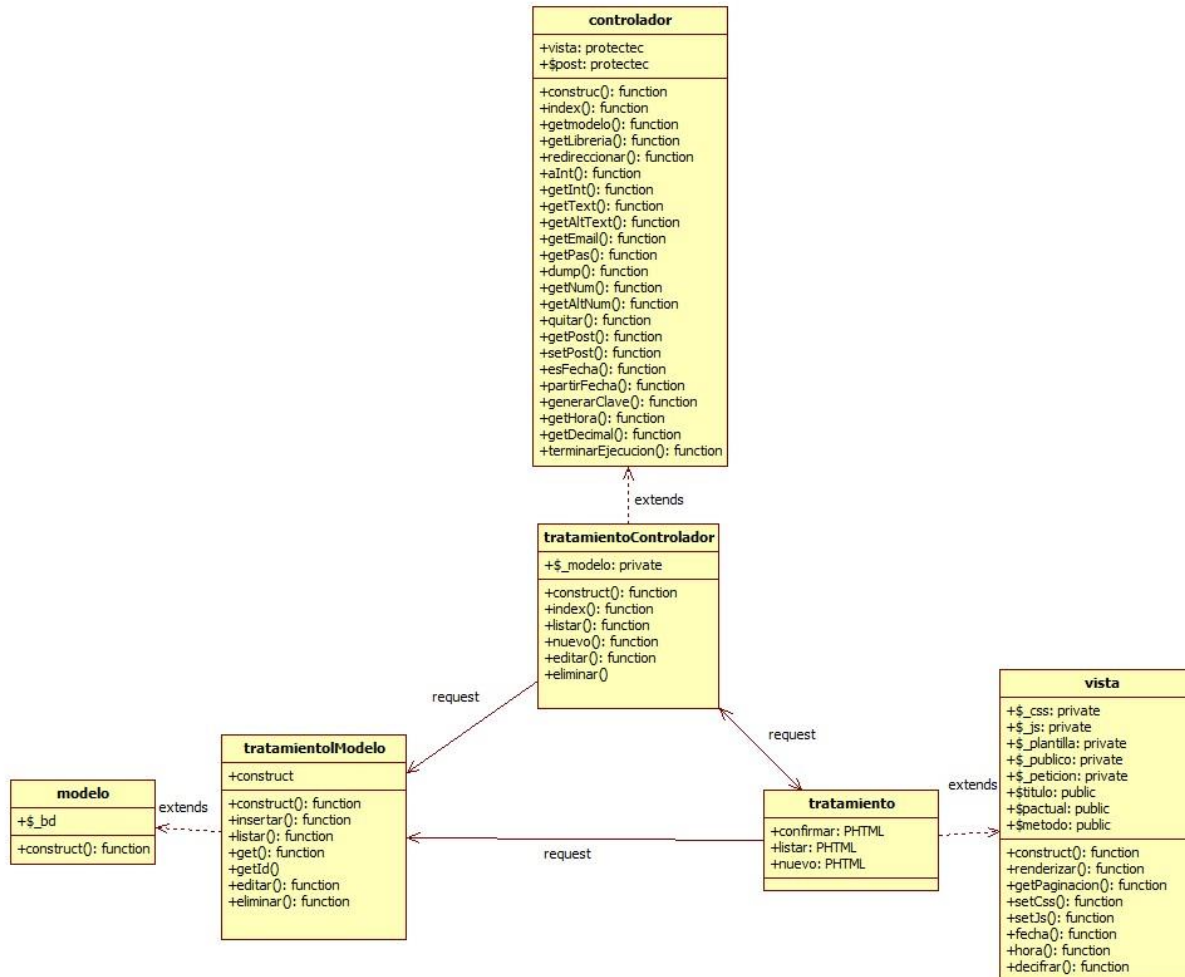 controlador
+vista: protectec
+$post: protectec
+construc(): function
+index(): function
+getmodelo(): function
+getLibreria(): function
+redireccionar(): function
+aInt(): function
+getInt(): function
+getText(): function
+getAltText(): function
+getEmail(): function
+getPas(): function
+dump(): function
+getNum(): function
+getAltNum(): function
+quitar(): function
+getPost(): function
+setPost(): function
+esFecha(): function
+partirFecha(): function
+generarClave(): function
+getHora(): function
+getDecimal(): function
+terminarEjecucion(): function
extends
tratamientoControlador
+$_modelo: private
+construct(): function
+index(): function
+listar(): function
+nuevo(): function
+editar(): function
+eliminar()
request
request
tratamientolModelo
+construct
+construct(): function
+insertar(): function
+listar(): function
+get(): function
+getId()
+editar(): function
+eliminar(): function
modelo
+$_bd
+construct(): function
extends
request
tratamiento
+confirmar: PHTML
+listar: PHTML
+nuevo: PHTML
extends
vista
+$_css: private
+$_js: private
+$_plantilla: private
+$_publico: private
+$_peticion: private
+$titulo: public
+$pactual: public
+$metodo: public
+construct(): function
+renderizar(): function
+getPaginacion(): function
+setCss(): function
+setJs(): function
+fecha(): function
+hora(): function
+decifrar(): function